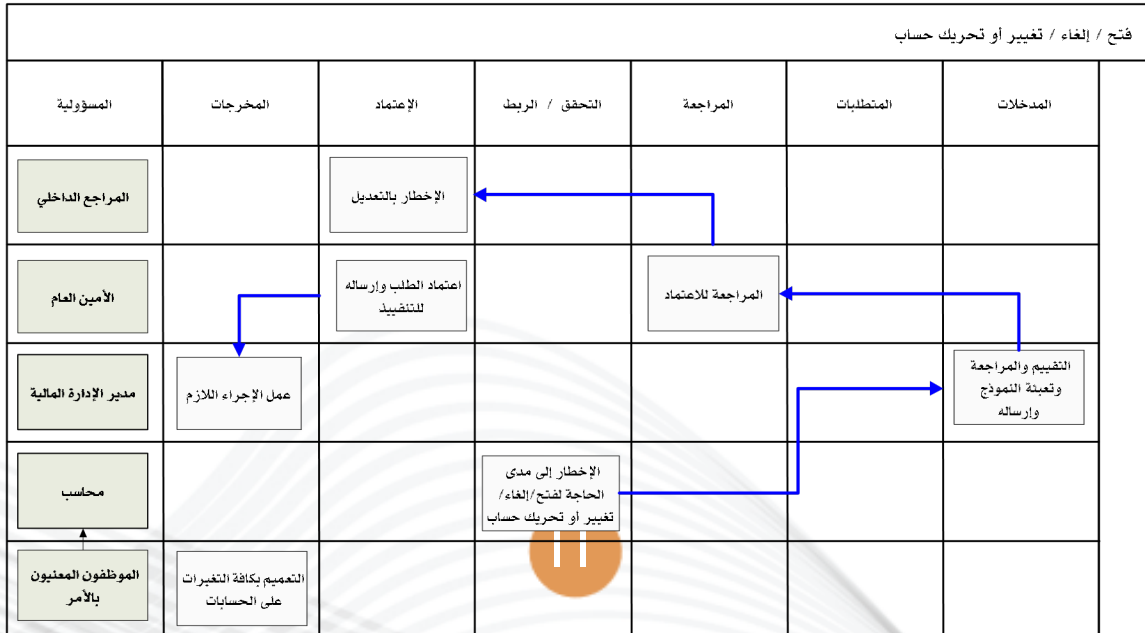 فتح / إلغاء / تغيير أو تحريك حساب
المدخلات
المتطلبات
المراجعة
التحقق / الربط
الإعتماد
المخرجات
المسؤولية
الإخطار بالتعديل
المراجع الداخلي
المراجعة للاعتماد
اعتماد الطلب وإرساله
للتنفييذ
الأمين العام
التقييم والمراجعة
وتعبئة النموذج
وإرساله
عمل الإجراء اللازم
مدير الإدارة المالية
الإخطار إلى مدى
الحاجة لفتح/إلغاء/
تغيير أو تحريك حساب
محاسب
التعميم بكافة التغيرات
على الحسابات
الموظفون المعنيون
بالأمر